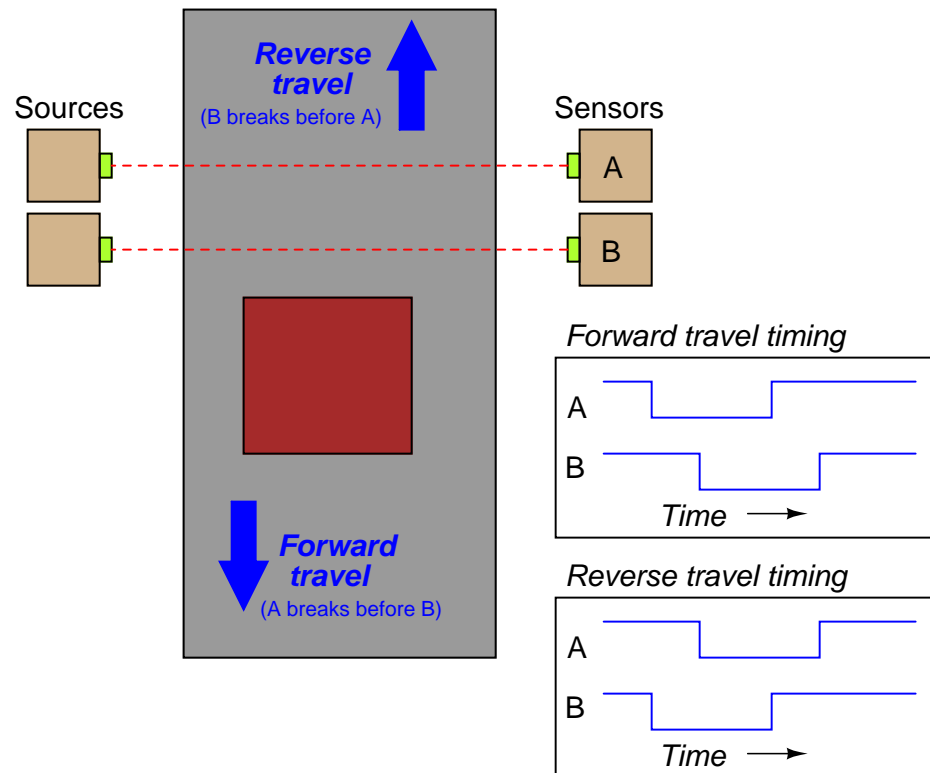 Reverse
travel
(B breaks before A)
Sources
Sensors
A
B
Forward travel timing
A
B
Time
Forward
travel
(A breaks before B)
Reverse travel timing
A
B
Time